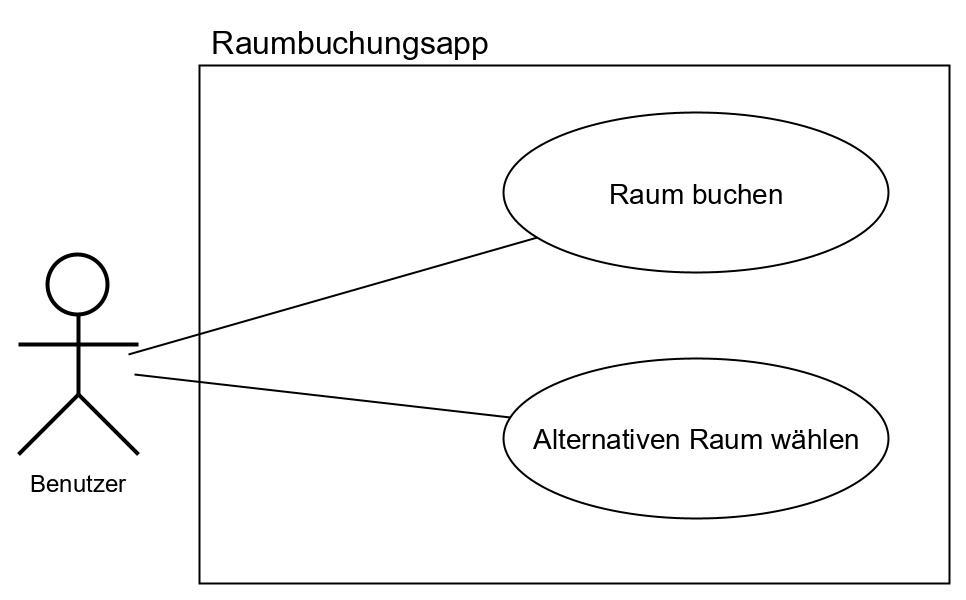 Raumbuchungsapp
Raum buchen
Alternativen Raum wählen
Benutzer